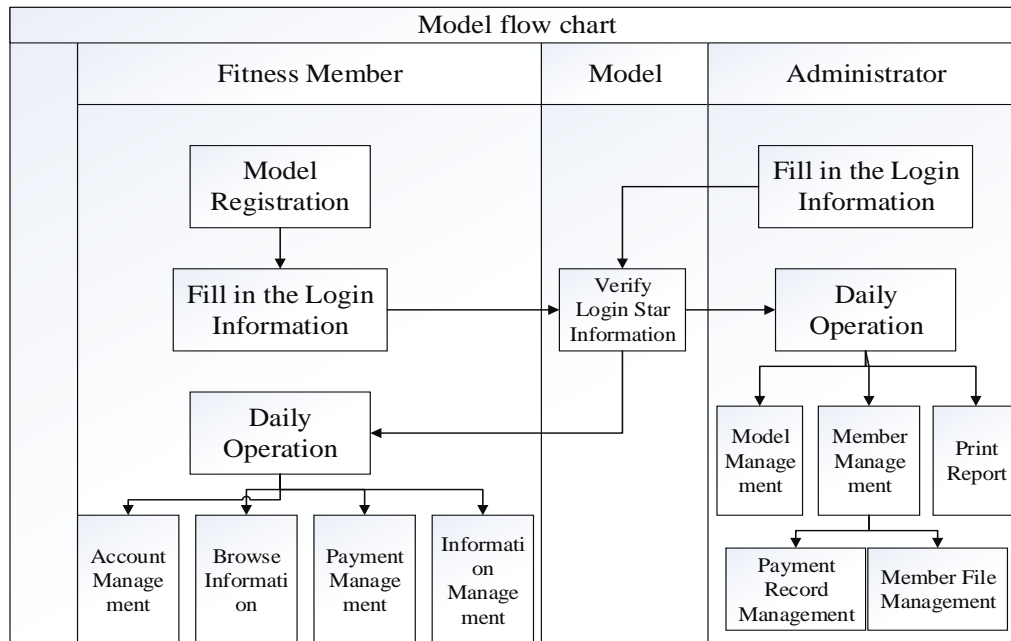 Model flow chart
Fitness Member
Model
Administrator
Model
Registration
Fill in the Login
Information
Fill in the Login
Information
Verify
Login Star
Information
Daily
Operation
Daily
Operation
Model
Manage
ment
Member
Manage
ment
Print
Report
Account
Manage
ment
Browse
Informati
on
Payment
Manage
ment
Informati
on Manage
ment
Payment
Record
Management
Member File
Management